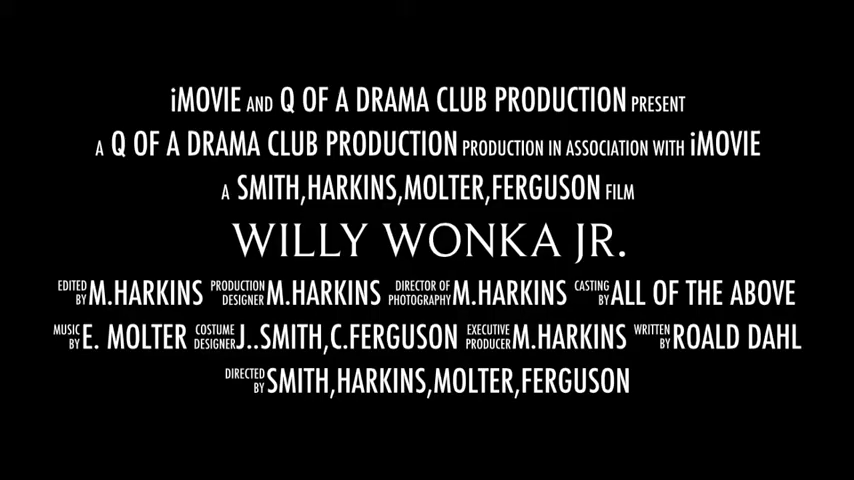 iMOVIE AND Q OF A DRAMA CLUB PRODUCTION PRESENT
A Q OF A DRAMA CLUB PRODUCTION PRODUCTION IN ASSOCIATION WITH iMOVIE
A SMITH,HARKINS,MOLTER,FERGUSON FILM
WILLY WONKA JR.
EDITED BY M.HARKINS PRODUCTION DESIGNER M.HARKINS DIRECTOR OF PHOTOGRAPHY M.HARKINS CASTING BY ALL OF THE ABOVE
MUSIC BY E. MOLTER COSTUME DESIGNER J..SMITH,C.FERGUSON EXECUTIVE PRODUCER M.HARKINS WRITTEN BY ROALD DAHL
DIRECTED BY SMITH,HARKINS,MOLTER,FERGUSON